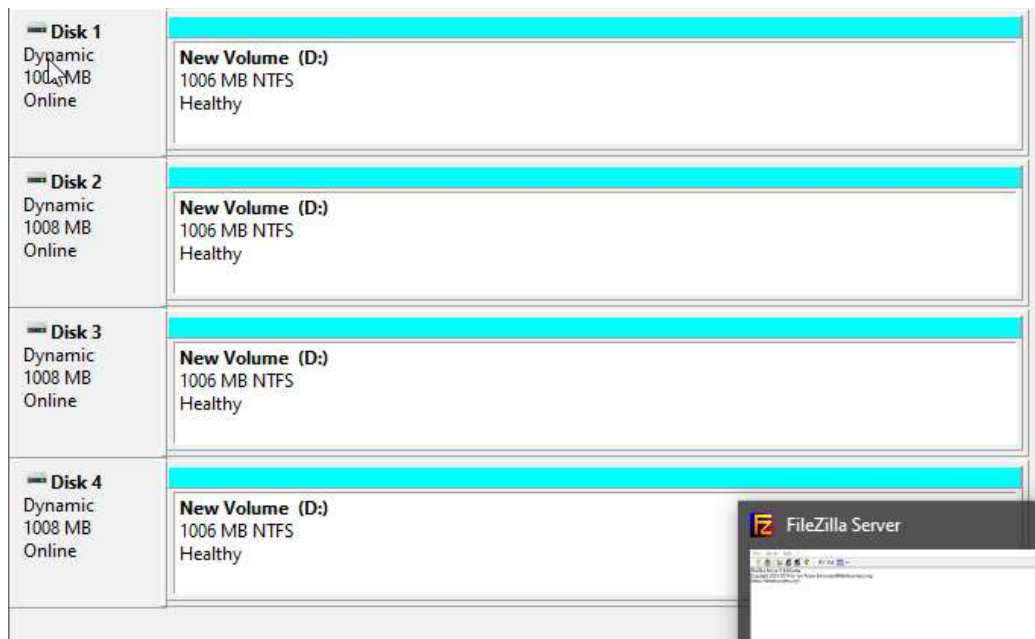 Disk 1
Dynamic
MB
Online
New Volume (D:)
1006 MB NTFS
Healthy
Disk 2
Dynamic
1008 MB
Online
New Volume (D:)
1006 MB NTFS
Healthy
Disk 3
Dynamic
1008 MB
Online
New Volume (D:)
1006 MB NTFS
Healthy
Disk 4
Dynamic
1008 MB
Online
New Volume (D:)
1006 MB NTFS
Healthy
FileZilla Server